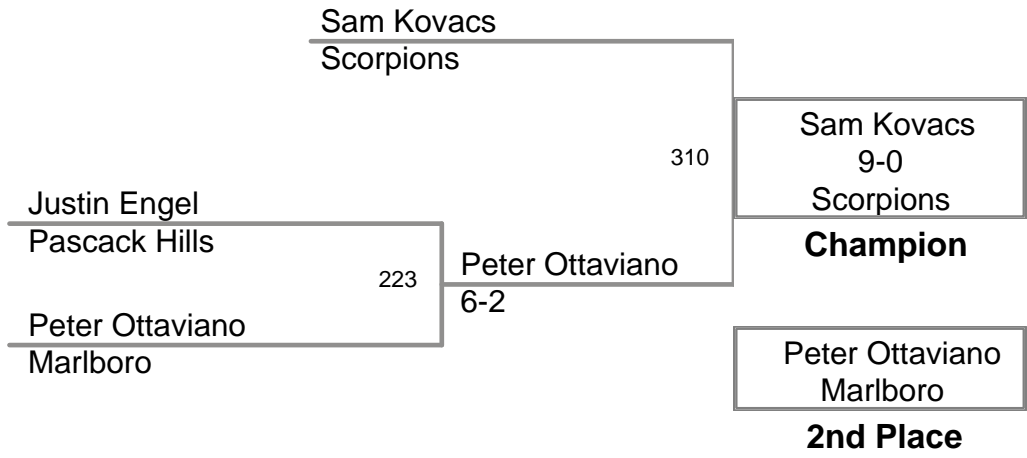 Sam Kovacs
Scorpions
310
Sam Kovacs
9-0
Scorpions
Champion
Justin Engel
Pascack Hills
223
Peter Ottaviano
6-2
Peter Ottaviano
Marlboro
Peter Ottaviano
Marlboro
2nd Place